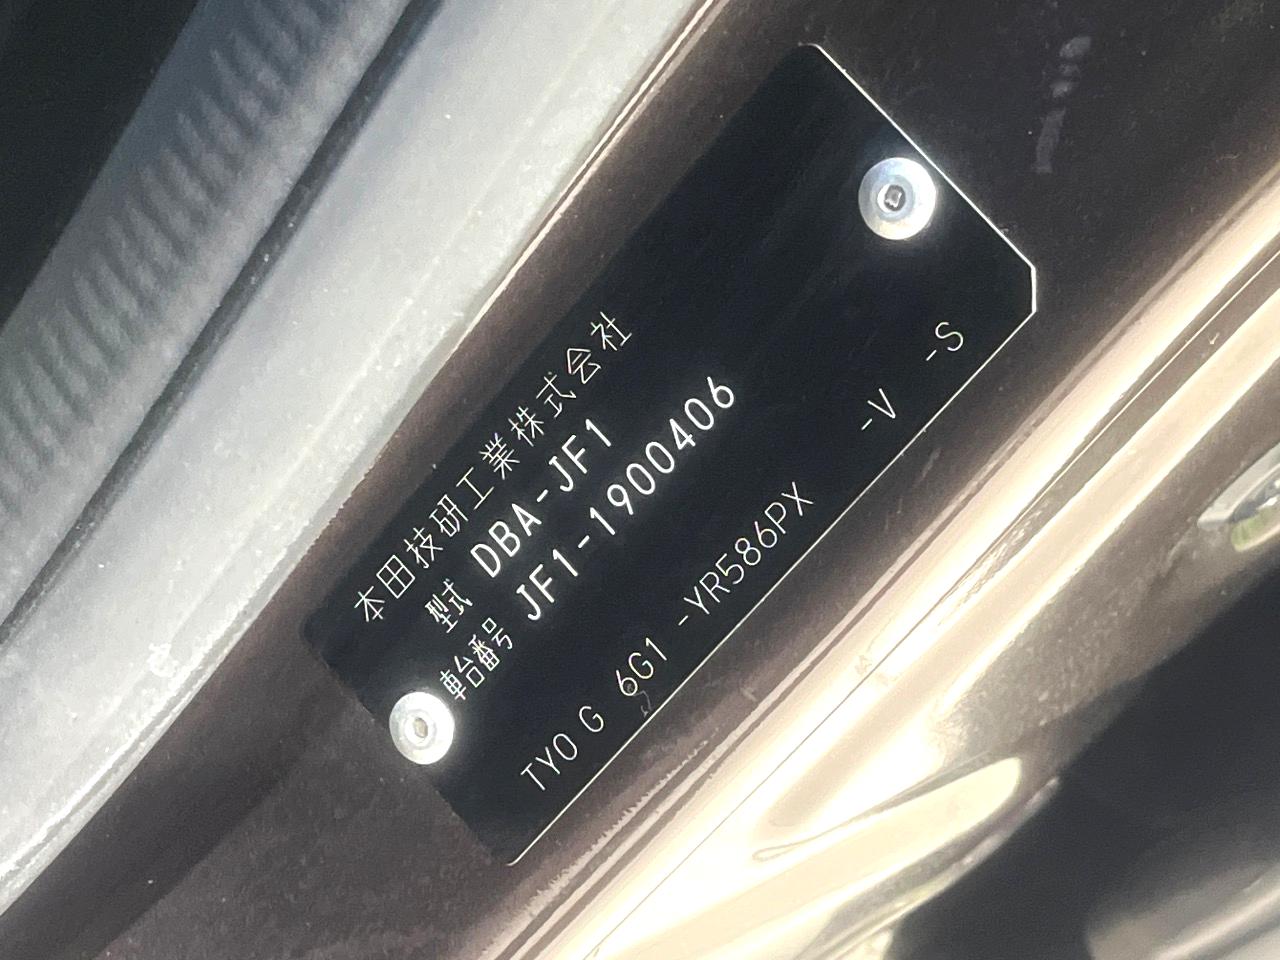 本田技研工業株式会社
型式 DBA-JF1
車台番号 JF1-1900406
TYO G 6G1 -YR586PX -V -S